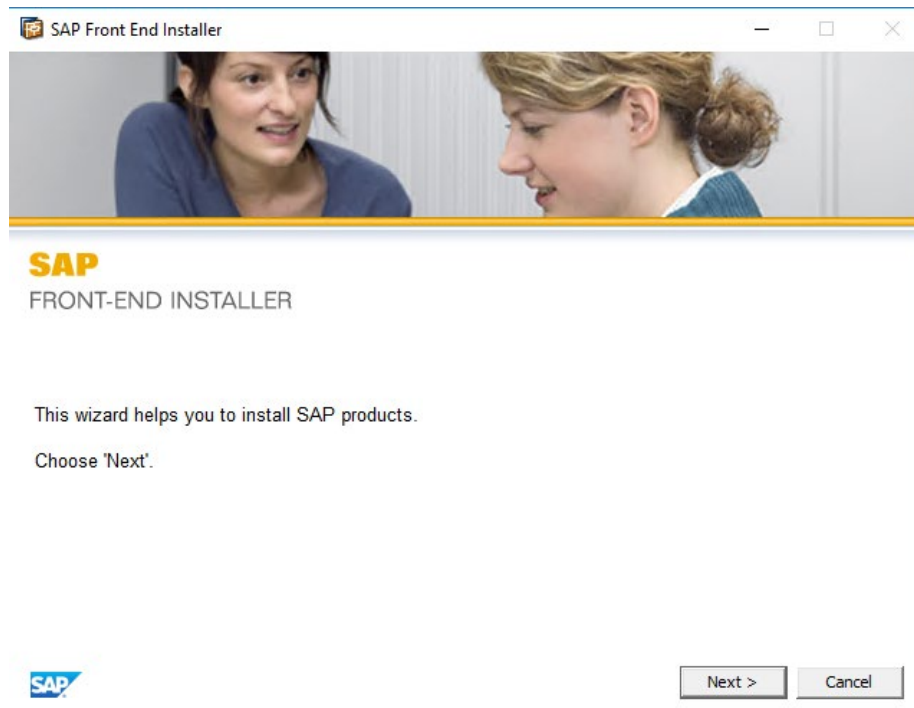 SAP Front End Installer
SAP
FRONT-END INSTALLER
This wizard helps you to install SAP products.
Choose 'Next'.
SAP
Next >
Cancel